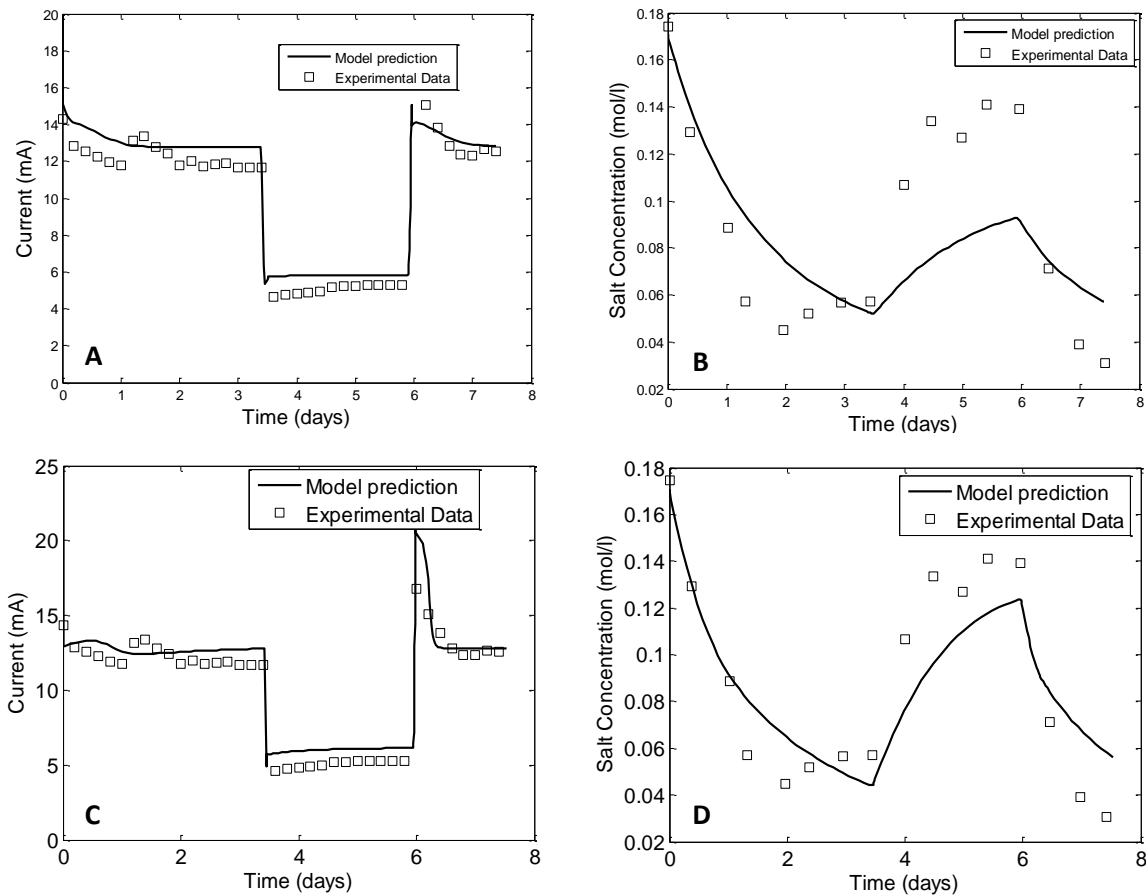 20
18
16
14
12
10
8
6
4
2
0
Current (mA)
Model prediction
Experimental Data
A
0 1 2 3 4 5 6 7 8
Time (days)
0.18
0.16
0.14
0.12
0.1
0.08
0.06
0.04
0.02
Salt Concentration (mol/l)
Model prediction
Experimental Data
B
0 1 2 3 4 5 6 7 8
Time (days)
25
20
15
10
5
0
Current (mA)
Model prediction
Experimental Data
C
0 2 4 6 8
Time (days)
0.18
0.16
0.14
0.12
0.1
0.08
0.06
0.04
0.02
Salt Concentration (mol/l)
Model prediction
Experimental Data
D
0 2 4 6 8
Time (days)